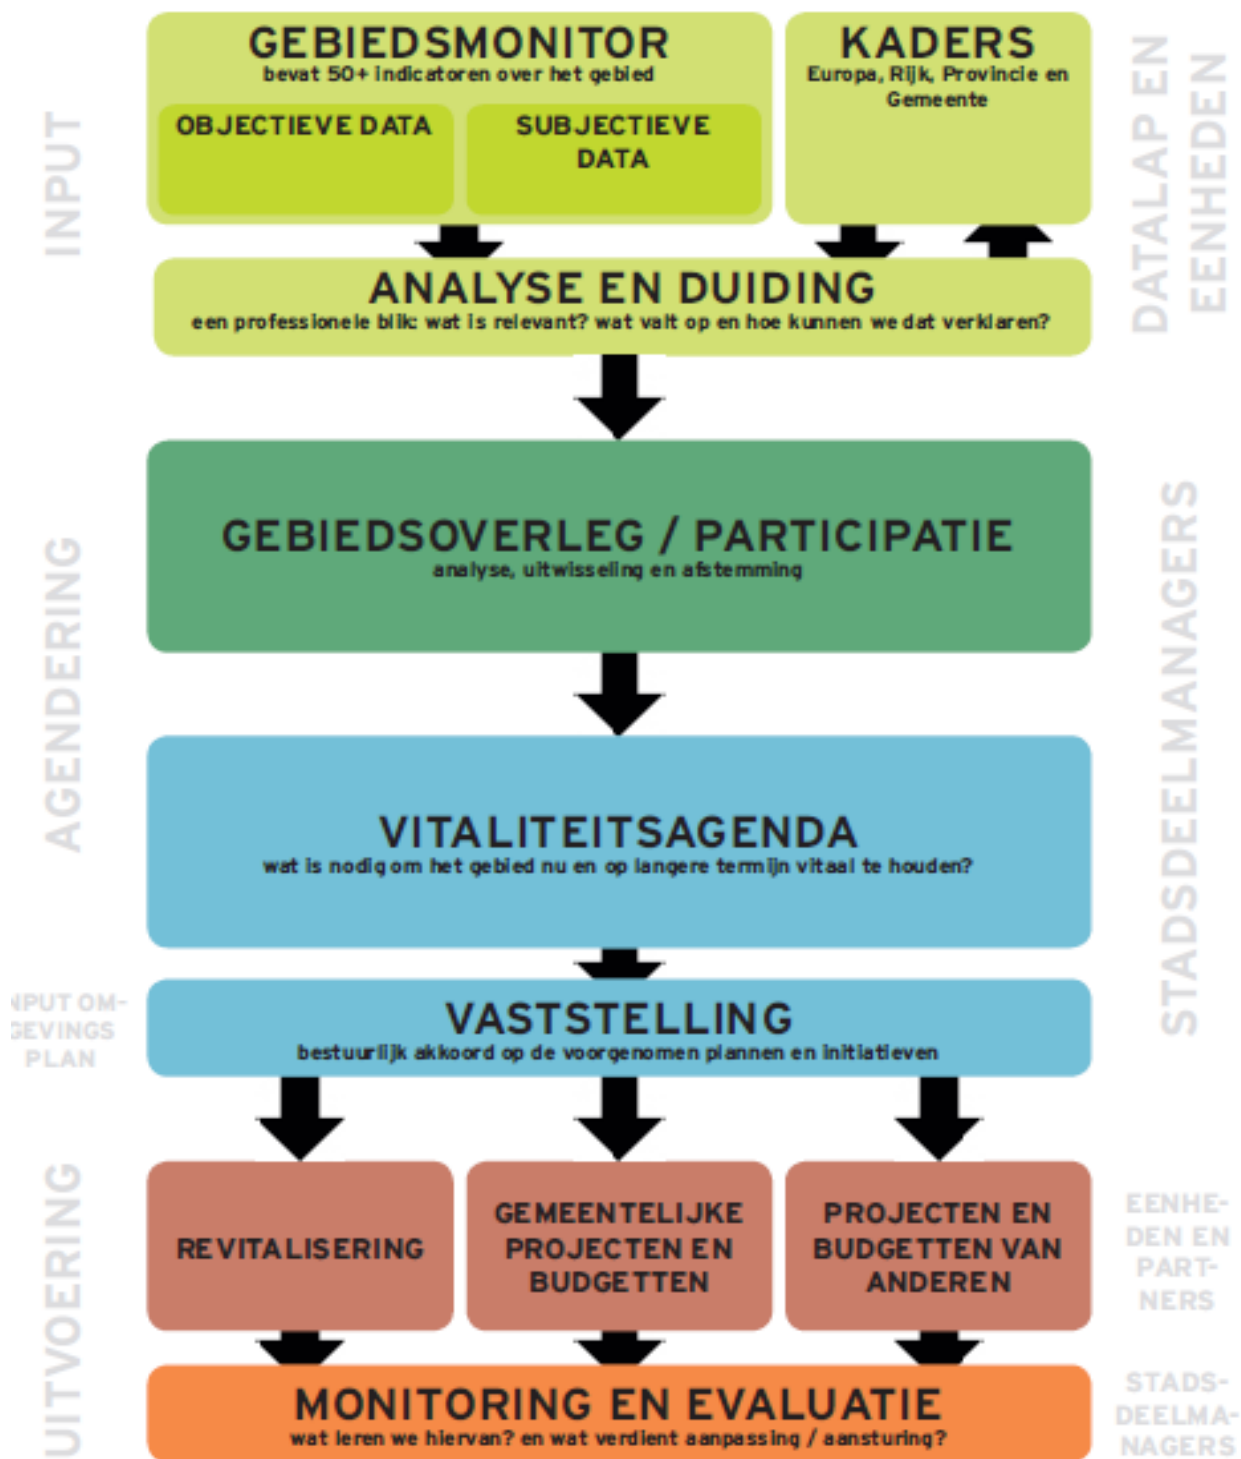 GEBIEDSMONITOR
bevat 50+ indicatoren over het gebied
OBJECTIEVE DATA
SUBJECTIEVE
DATA
KADERS
Europa, Rijk, Provincie en
Gemeente
INPUT
DATALAP EN
EENHEDEN
ANALYSE EN DUIDING
een professionele blik: wat is relevant? wat valt op en hoe kunnen we dat verklaren?
AGENDERING
GEBIEDSOVERLEG / PARTICIPATIE
analyse, uitwisseling en afstemming
STADSDEELMANAGERS
VITALITEITSAGENDA
wat is nodig om het gebied nu en op langere termijn vitaal te houden?
NPUT OM-
GEVINGS
PLAN
VASTSTELLING
bestuurlijk akkoord op de voorgenomen plannen en initiatieven
UITVOERING
REVITALISERING
GEMEENTELIJKE
PROJECTEN EN
BUDGETTEN
PROJECTEN EN
BUDGETTEN VAN
ANDEREN
EENHE-
DEN EN
PART-
NERS
MONITORING EN EVALUATIE
wat leren we hiervan? en wat verdient aanpassing / aansturing?
STADS-
DEELMA-
NAGERS